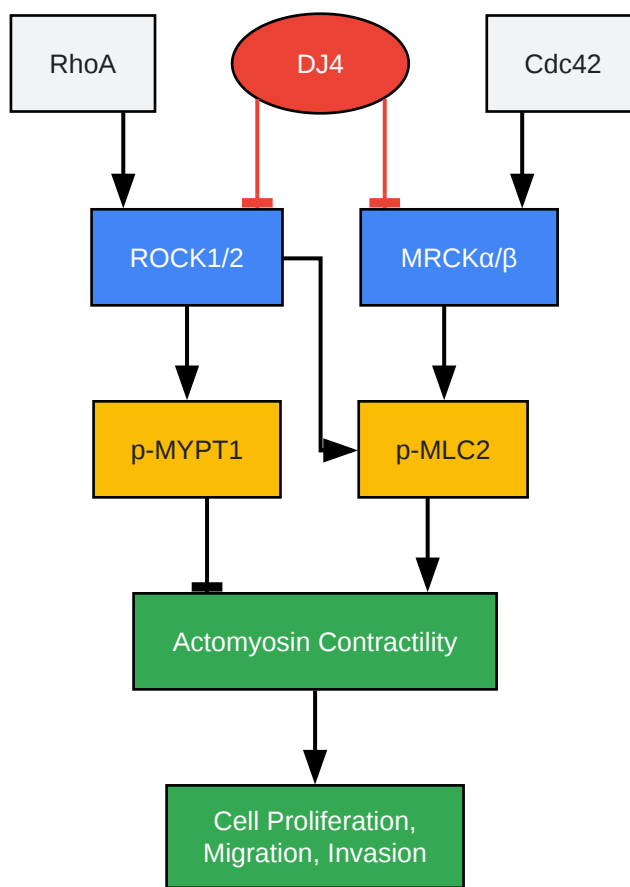 RhoA
DJ4
Cdc42
ROCK1/2
MRCKα/β
p-MYPT1
p-MLC2
Actomyosin Contractility
Cell Proliferation,
Migration, Invasion